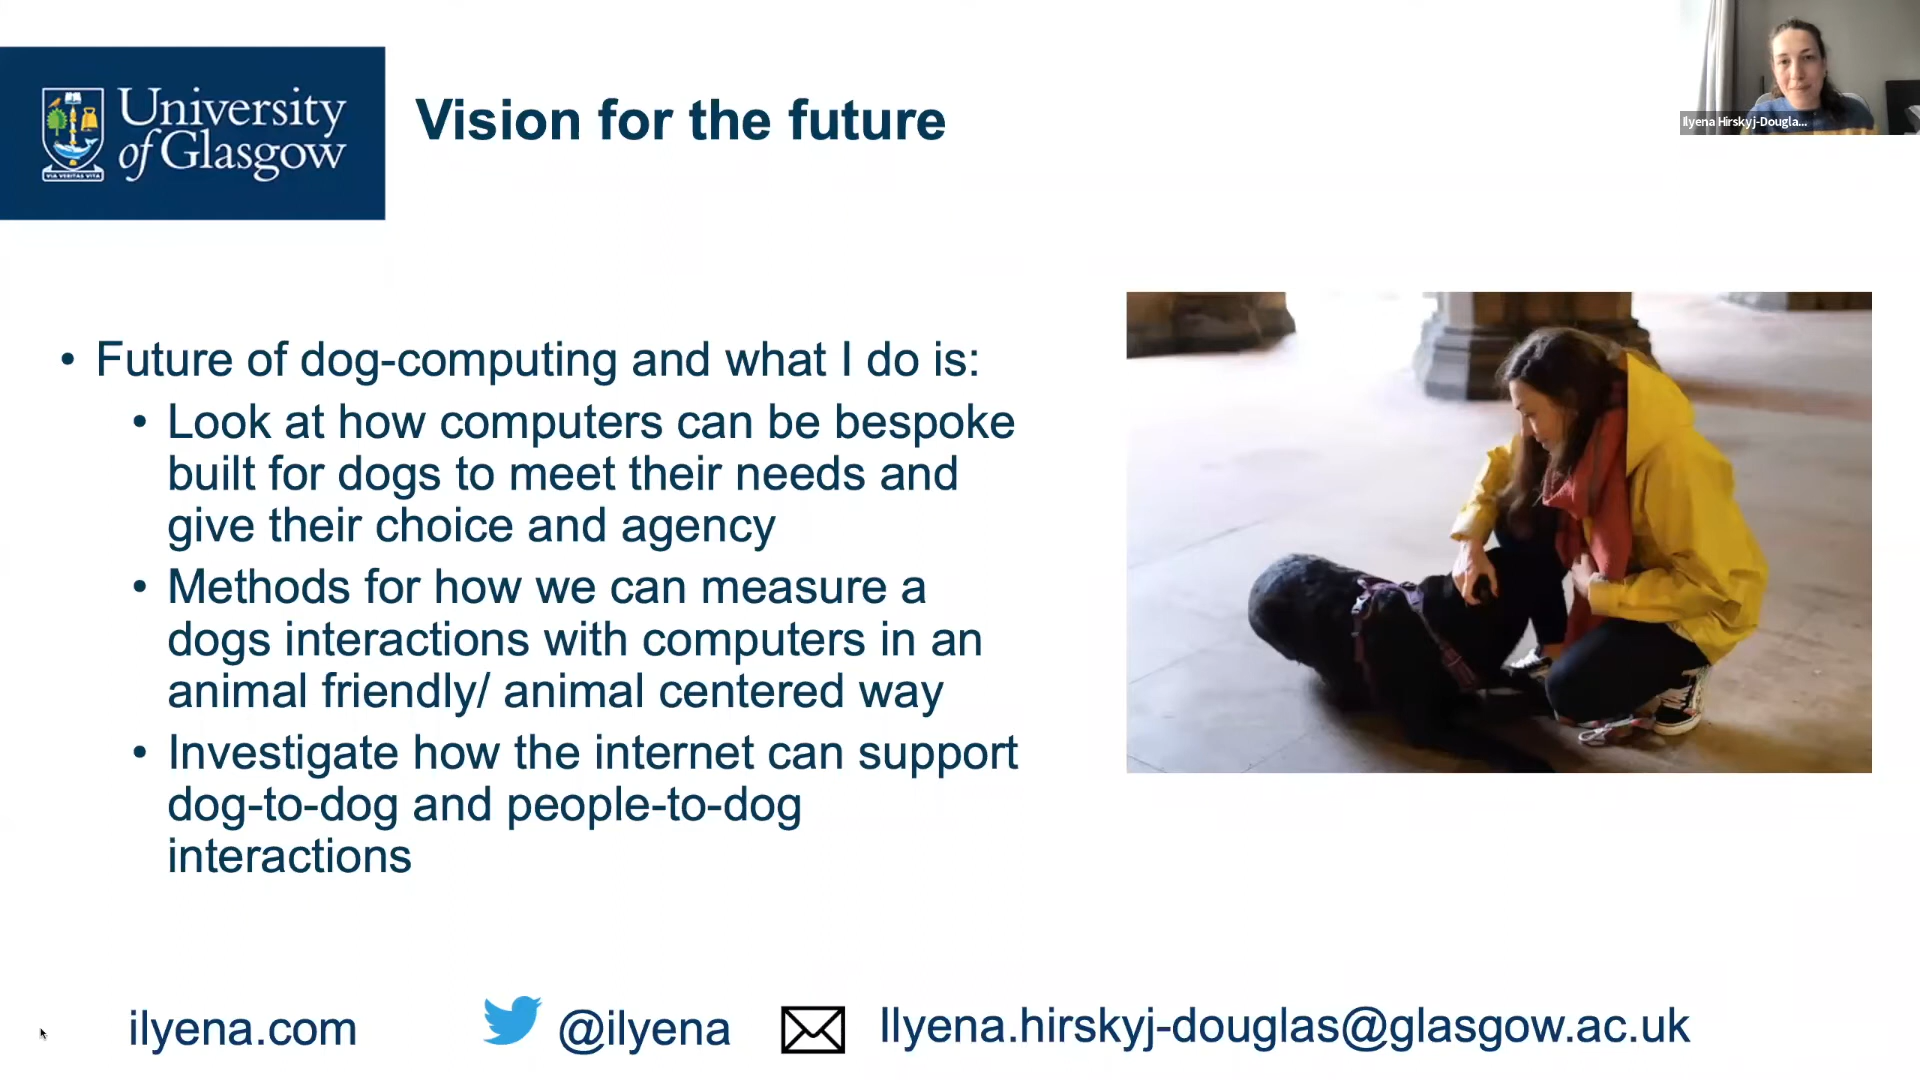 University
of Glasgow
VIA VERITAS VITA
Vision for the future
Ilyena Hirskyj-Dougla...
• Future of dog-computing and what I do is:
• Look at how computers can be bespoke
built for dogs to meet their needs and
give their choice and agency
• Methods for how we can measure a
dogs interactions with computers in an
animal friendly/ animal centered way
• Investigate how the internet can support
dog-to-dog and people-to-dog
interactions
ilyena.com
@ilyena
Ilyena.hirskyj-douglas@glasgow.ac.uk